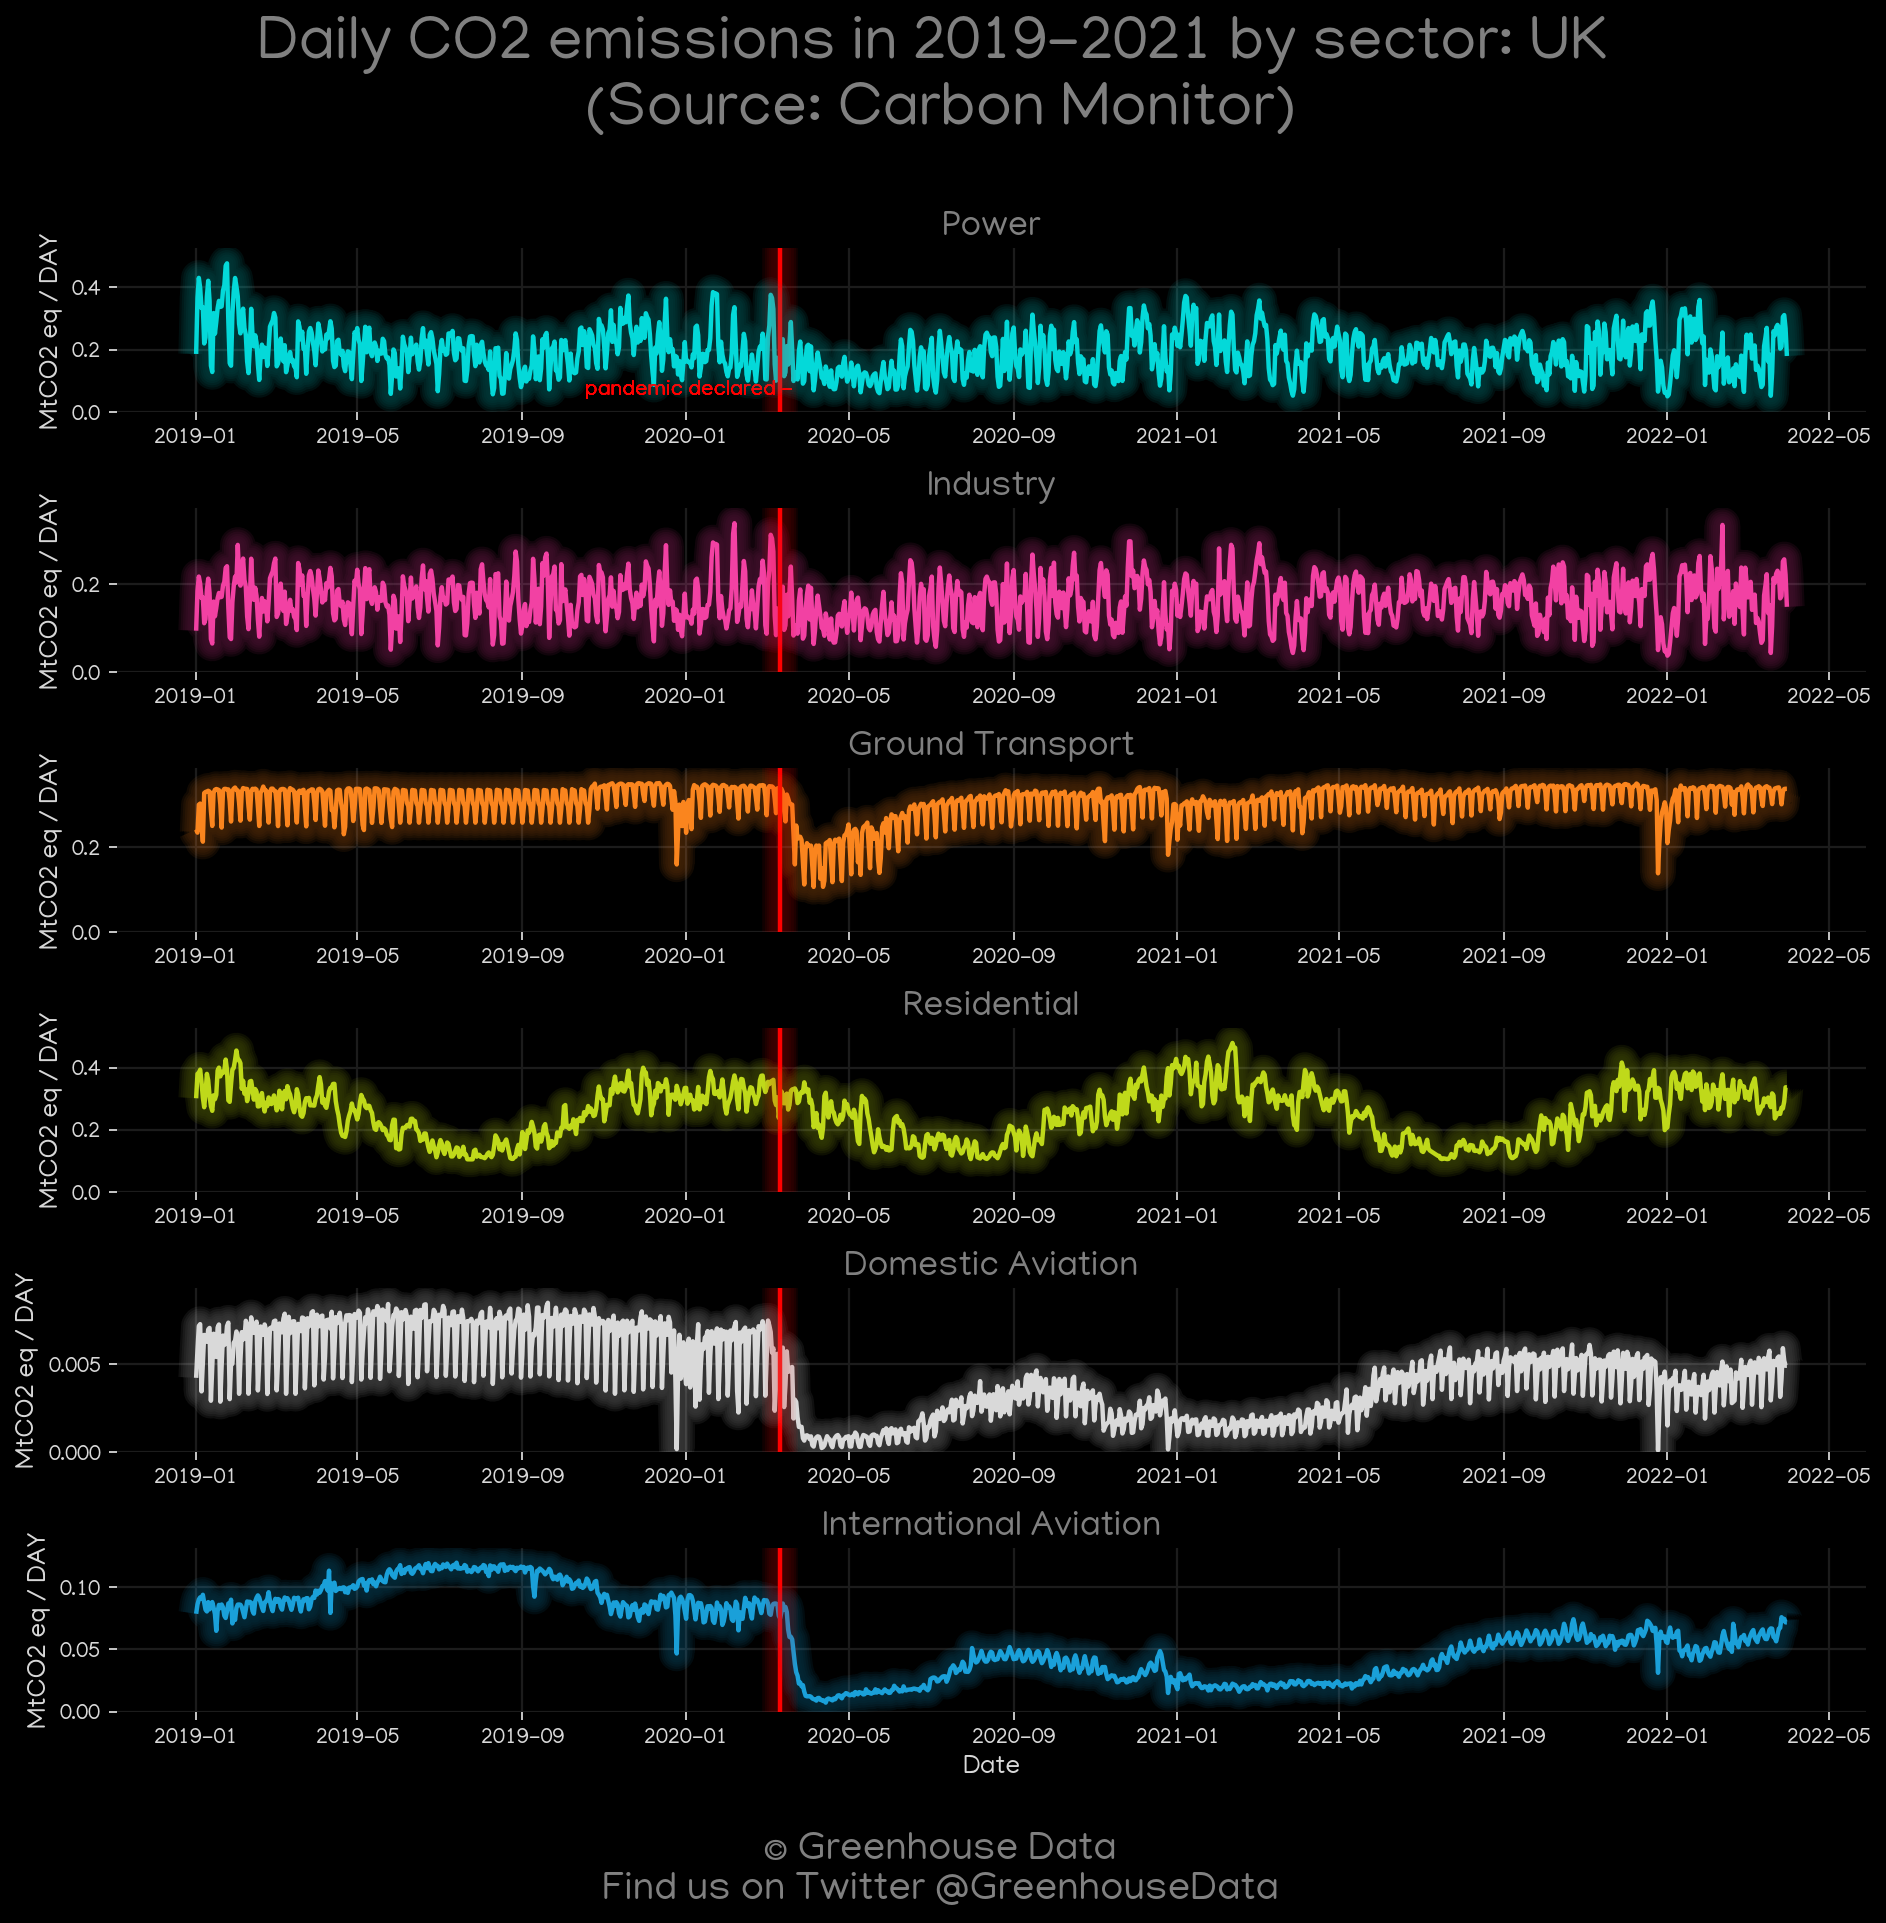 Daily CO2 emissions in 2019-2021 by sector: UK
(Source: Carbon Monitor)
Power
MtCO2 eq / DAY
0.4
0.2
0.0
pandemic declared
2019-01 2019-05 2019-09 2020-01 2020-05 2020-09 2021-01 2021-05 2021-09 2022-01 2022-05
Industry
MtCO2 eq / DAY
0.2
0.0
2019-01 2019-05 2019-09 2020-01 2020-05 2020-09 2021-01 2021-05 2021-09 2022-01 2022-05
Ground Transport
MtCO2 eq / DAY
0.2
0.0
2019-01 2019-05 2019-09 2020-01 2020-05 2020-09 2021-01 2021-05 2021-09 2022-01 2022-05
Residential
MtCO2 eq / DAY
0.4
0.2
0.0
2019-01 2019-05 2019-09 2020-01 2020-05 2020-09 2021-01 2021-05 2021-09 2022-01 2022-05
Domestic Aviation
MtCO2 eq / DAY
0.005
0.000
2019-01 2019-05 2019-09 2020-01 2020-05 2020-09 2021-01 2021-05 2021-09 2022-01 2022-05
International Aviation
MtCO2 eq / DAY
0.10
0.05
0.00
2019-01 2019-05 2019-09 2020-01 2020-05 2020-09 2021-01 2021-05 2021-09 2022-01 2022-05
Date
© Greenhouse Data
Find us on Twitter @GreenhouseData